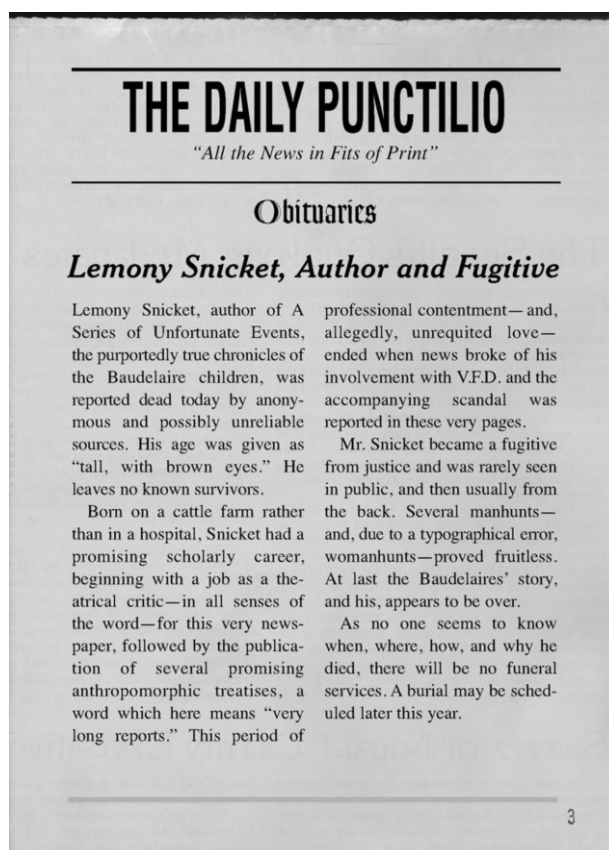 THE DAILY PUNCTILIO
“All the News in Fits of Print”
Obituaries
Lemony Snicket, Author and Fugitive
Lemony Snicket, author of A
Series of Unfortunate Events,
the purportedly true chronicles of
the Baudelaire children, was
reported dead today by anony-
mous and possibly unreliable
sources. His age was given as
“tall, with brown eyes.” He
leaves no known survivors.
Born on a cattle farm rather
than in a hospital, Snicket had a
promising scholarly career,
beginning with a job as a the-
atrical critic—in all senses of
the word—for this very news-
paper, followed by the publica-
tion of several promising
anthropomorphic treatises, a
word which here means “very
long reports.” This period of
professional contentment—and,
allegedly, unrequited love—
ended when news broke of his
involvement with V.F.D. and the
accompanying scandal was
reported in these very pages.
Mr. Snicket became a fugitive
from justice and was rarely seen
in public, and then usually from
the back. Several manhunts—
and, due to a typographical error,
womanhunts—proved fruitless.
At last the Baudelaires’ story,
and his, appears to be over.
As no one seems to know
when, where, how, and why he
died, there will be no funeral
services. A burial may be sched-
uled later this year.
3